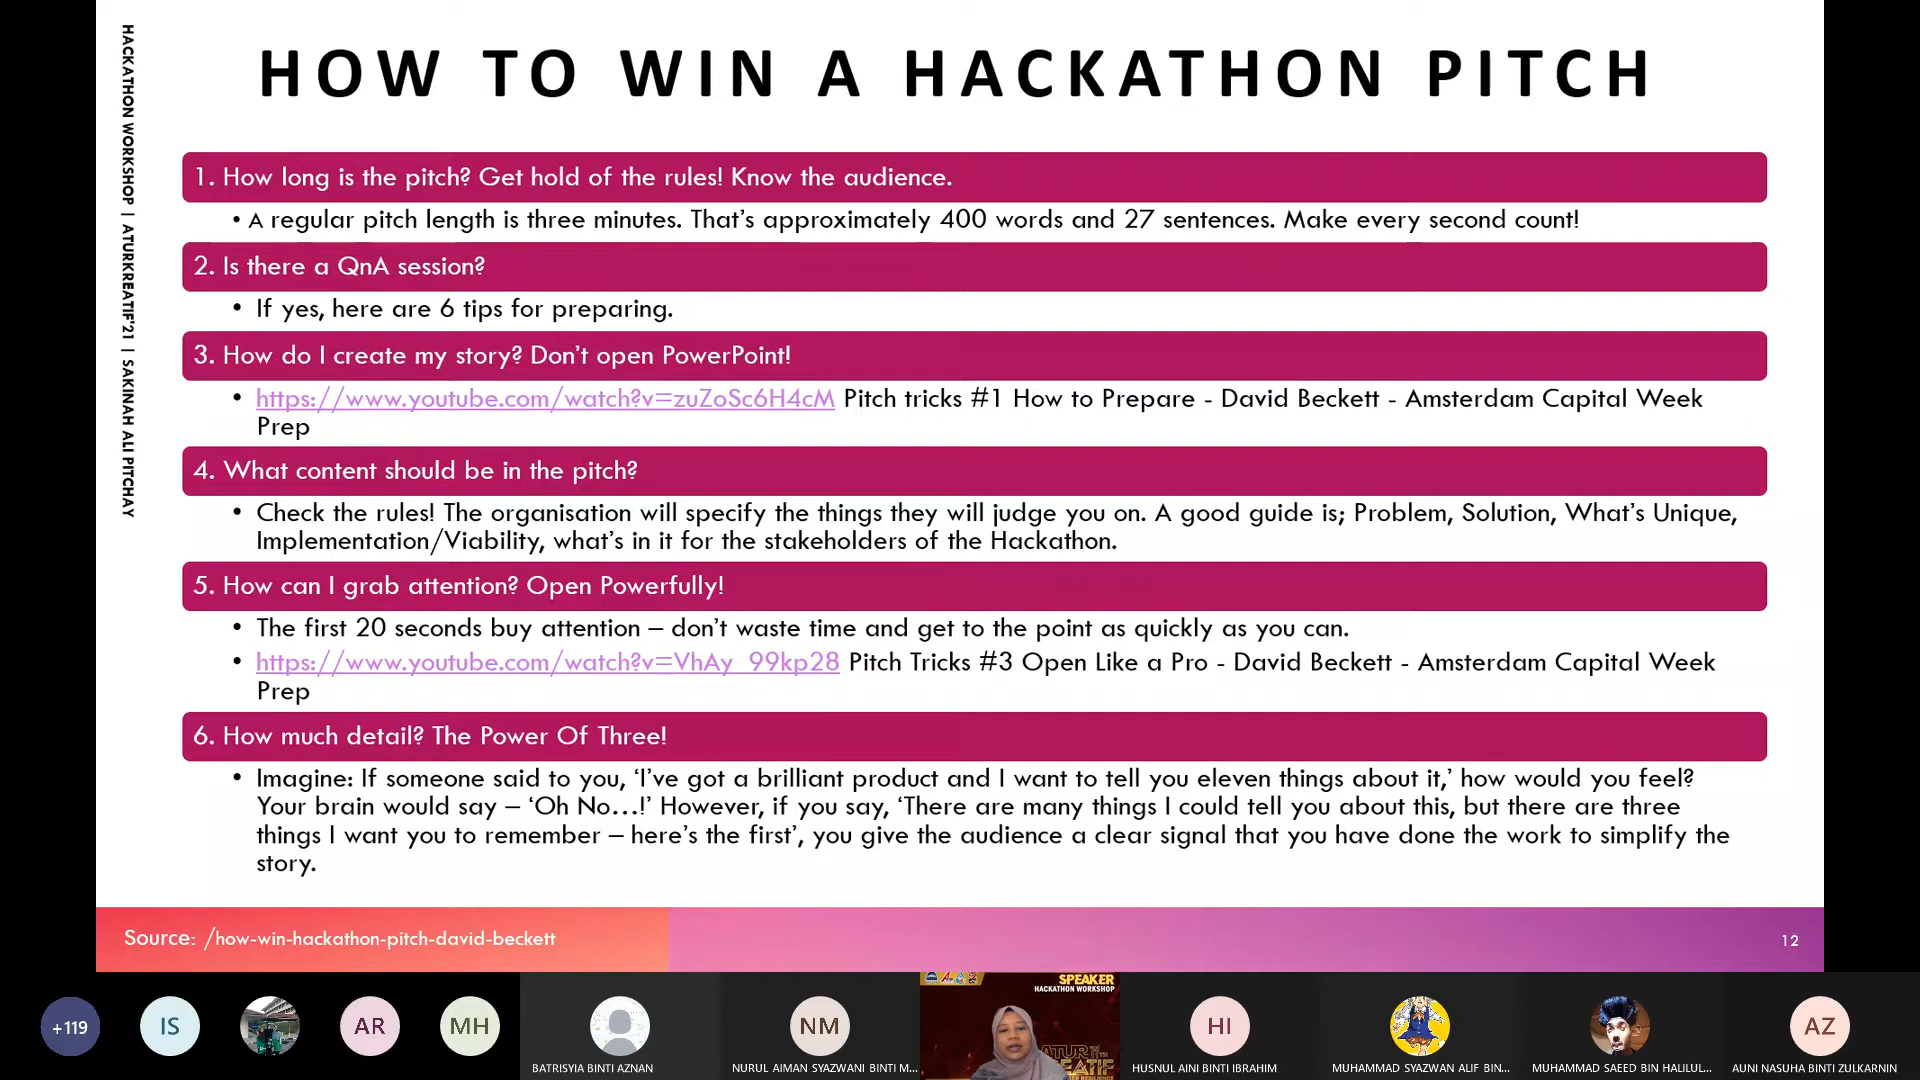 HACKATHON WORKSHOP | ATURKREATIF'21 | SAKINAH ALI PITCHAY
HOW TO WIN A HACKATHON PITCH
1. How long is the pitch? Get hold of the rules! Know the audience.
• A regular pitch length is three minutes. That's approximately 400 words and 27 sentences. Make every second count!
2. Is there a QnA session?
• If yes, here are 6 tips for preparing.
3. How do I create my story? Don't open PowerPoint!
• https://www.youtube.com/watch?v=zuZoSc6H4cM Pitch tricks #1 How to Prepare - David Beckett - Amsterdam Capital Week
Prep
4. What content should be in the pitch?
• Check the rules! The organisation will specify the things they will judge you on. A good guide is; Problem, Solution, What's Unique,
Implementation/Viability, what's in it for the stakeholders of the Hackathon.
5. How can I grab attention? Open Powerfully!
• The first 20 seconds buy attention – don't waste time and get to the point as quickly as you can.
• https://www.youtube.com/watch?v=VhAy_99kp28 Pitch Tricks #3 Open Like a Pro - David Beckett - Amsterdam Capital Week
Prep
6. How much detail? The Power Of Three!
• Imagine: If someone said to you, 'I've got a brilliant product and I want to tell you eleven things about it,' how would you feel?
Your brain would say – 'Oh No…!' However, if you say, 'There are many things I could tell you about this, but there are three
things I want you to remember – here's the first', you give the audience a clear signal that you have done the work to simplify the
story.
Source: /how-win-hackathon-pitch-david-beckett
12
+119
IS
AR
MH
BATRISYIA BINTI AZNAN
NM
NURUL AIMAN SYAZWANI BINTI M...
SPEAKER
HACKATHON WORKSHOP
HI
HUSNUL AINI BINTI IBRAHIM
MUHAMMAD SYAZWAN ALIF BIN...
MUHAMMAD SAEED BIN HALILUL...
AZ
AUNI NASUHA BINTI ZULKARNIN